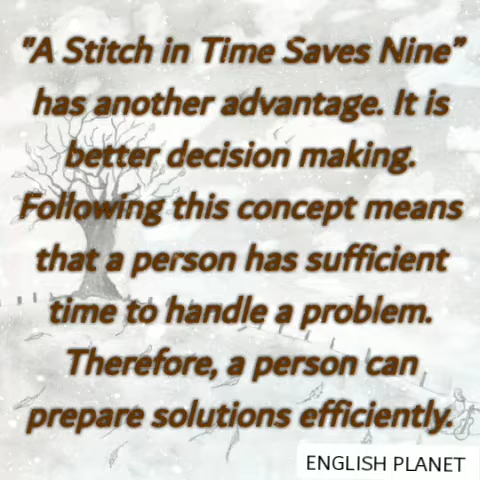 "A Stitch in Time Saves Nine”
has another advantage. It is
better decision making.
Following this concept means
that a person has sufficient
time to handle a problem.
Therefore, a person can
prepare solutions efficiently.
ENGLISH PLANET